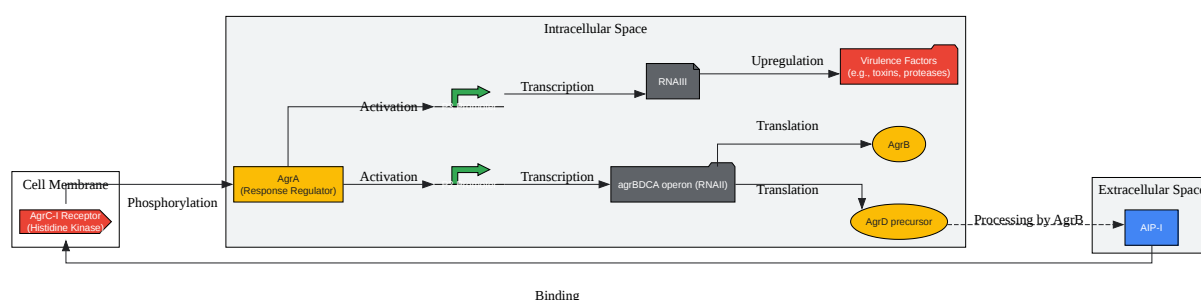 Intracellular Space
Upregulation
Virulence Factors
(e.g., toxins, proteases)
RNAIII
Transcription
Activation
Translation
AgrB
AgrA
(Response Regulator)
Activation
Transcription
agrBDCA operon (RNAII)
Translation
Cell Membrane
Phosphorylation
AgrC-I Receptor
(Histidine Kinase)
AgrD precursor
Processing by AgrB
Extracellular Space
AIP-I
Binding